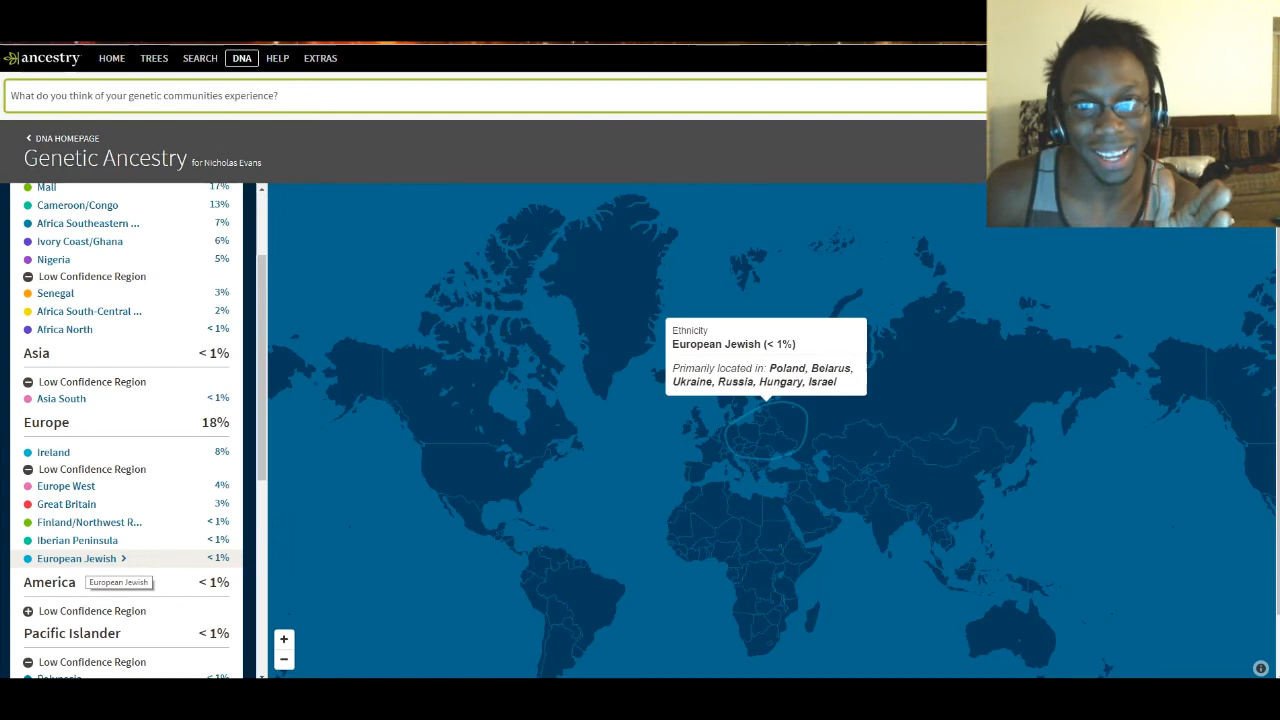 ancestry HOME TREES SEARCH DNA HELP EXTRAS
What do you think of your genetic communities experience?
DNA HOMEPAGE
Genetic Ancestry for Nicholas Evans
Mali 17%
Cameroon/Congo 13%
Africa Southeastern ... 7%
Ivory Coast/Ghana 6%
Nigeria 5%
Low Confidence Region
Senegal 3%
Africa South-Central ... 2%
Africa North < 1%
Asia < 1%
Low Confidence Region
Asia South < 1%
Europe 18%
Ireland 8%
Low Confidence Region
Europe West 4%
Great Britain 3%
Finland/Northwest R... < 1%
Iberian Peninsula < 1%
European Jewish > < 1%
America European Jewish < 1%
Low Confidence Region
Pacific Islander < 1%
Low Confidence Region
Polynesia < 1%
Ethnicity
European Jewish (< 1%)
Primarily located in: Poland, Belarus,
Ukraine, Russia, Hungary, Israel
+
−